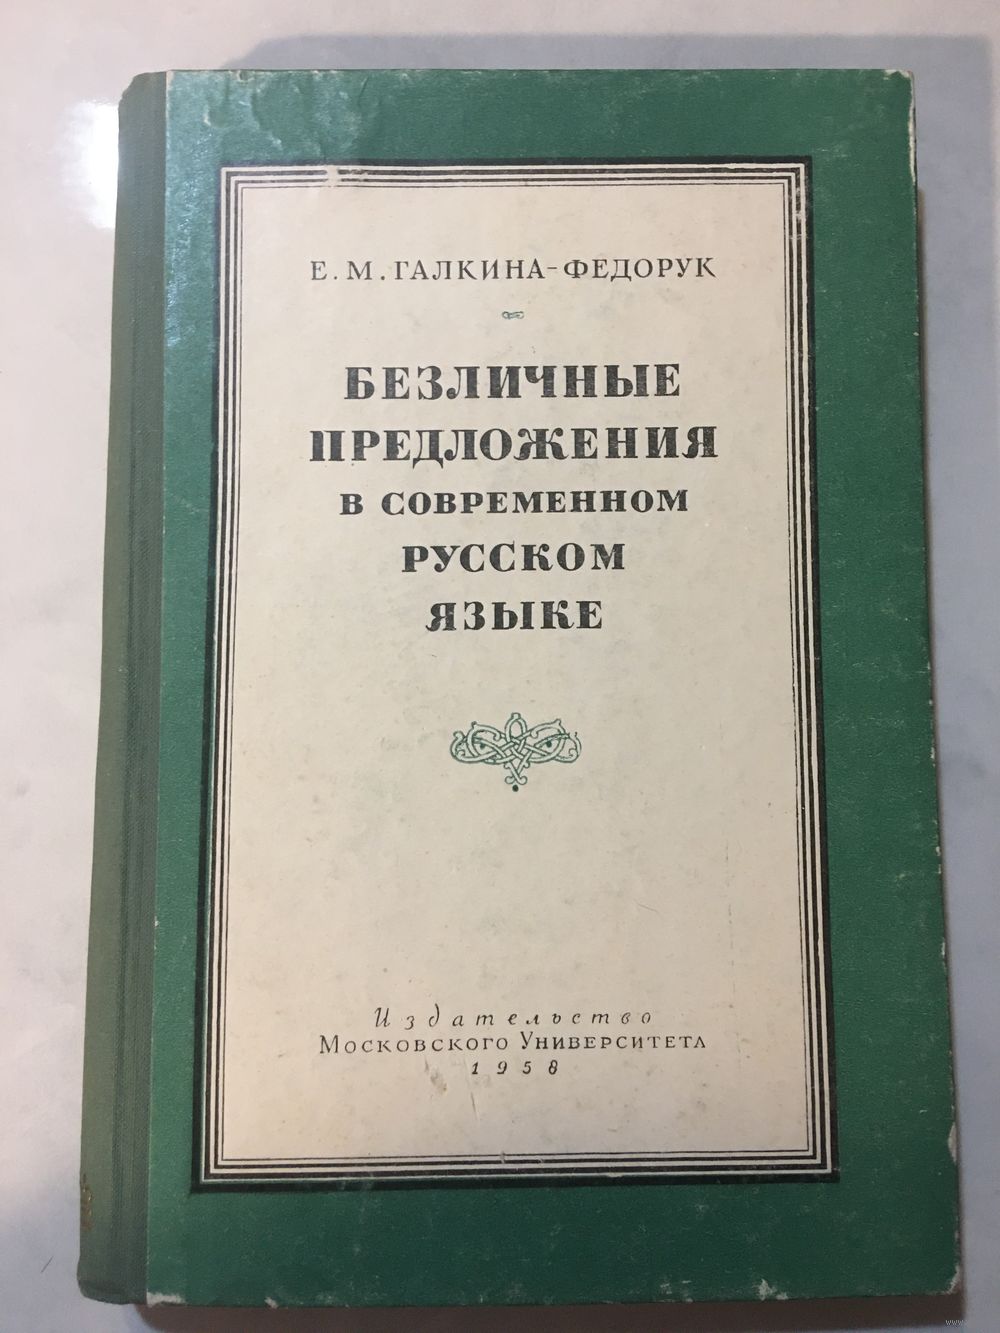 Е. М. ГАЛКИНА-ФЕДОРУК
БЕЗЛИЧНЫЕ
ПРЕДЛОЖЕНИЯ
В СОВРЕМЕННОМ
РУССКОМ
ЯЗЫКЕ
Издательство
МОСКОВСКОГО УНИВЕРСИТЕТА
1958